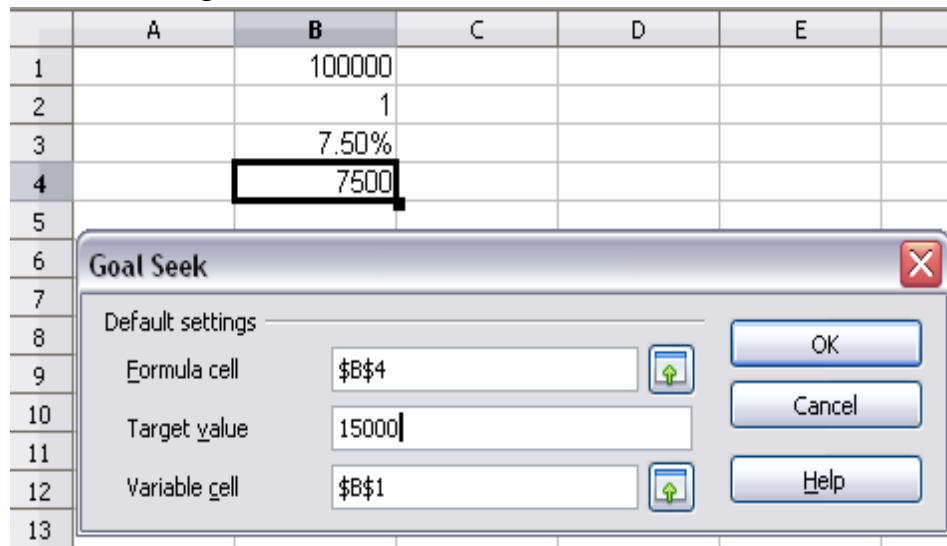 A B C D E
1 100000
2 1
3 7.50%
4 7500
5
6 Goal Seek
7
Default settings
8 OK
9 Formula cell $B$4
10 Cancel
Target value 15000
11
12 Variable cell $B$1 Help
13